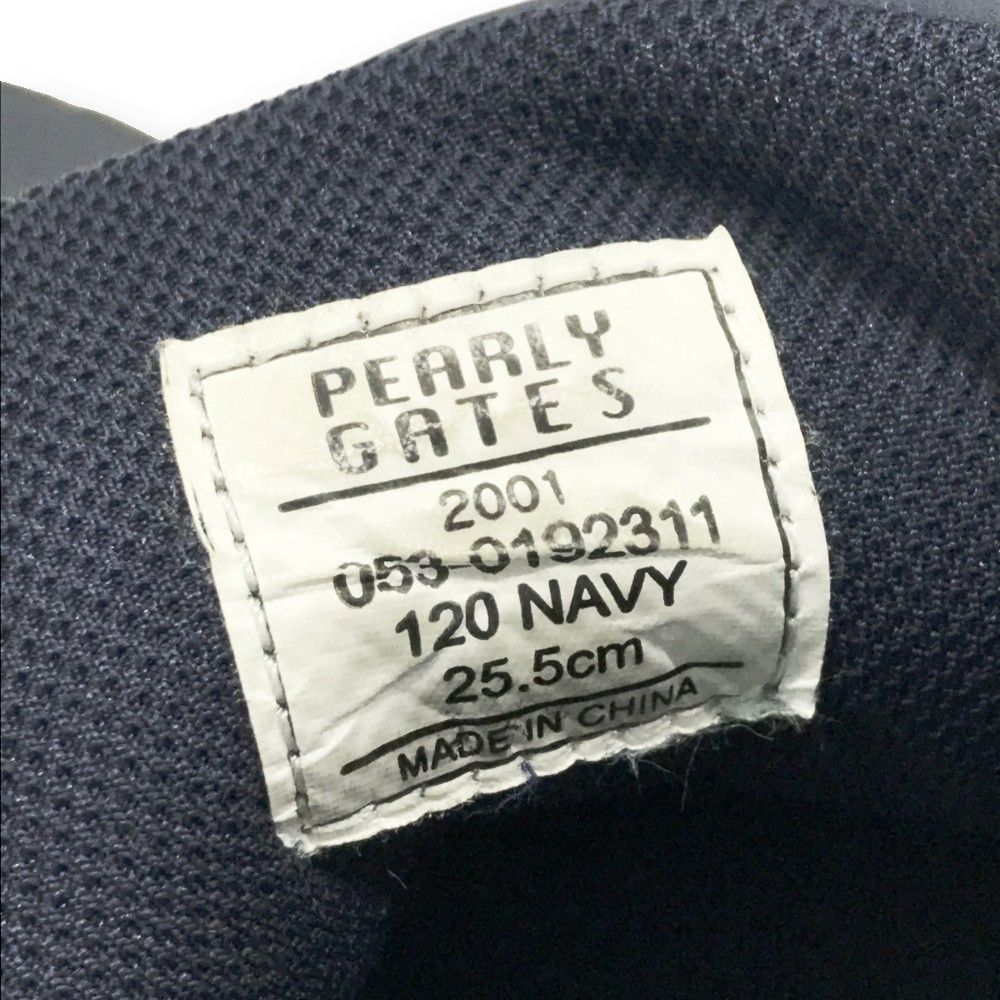 PEARLY
GATES
2001
053-0192311
120 NAVY
25.5cm
MADE IN CHINA